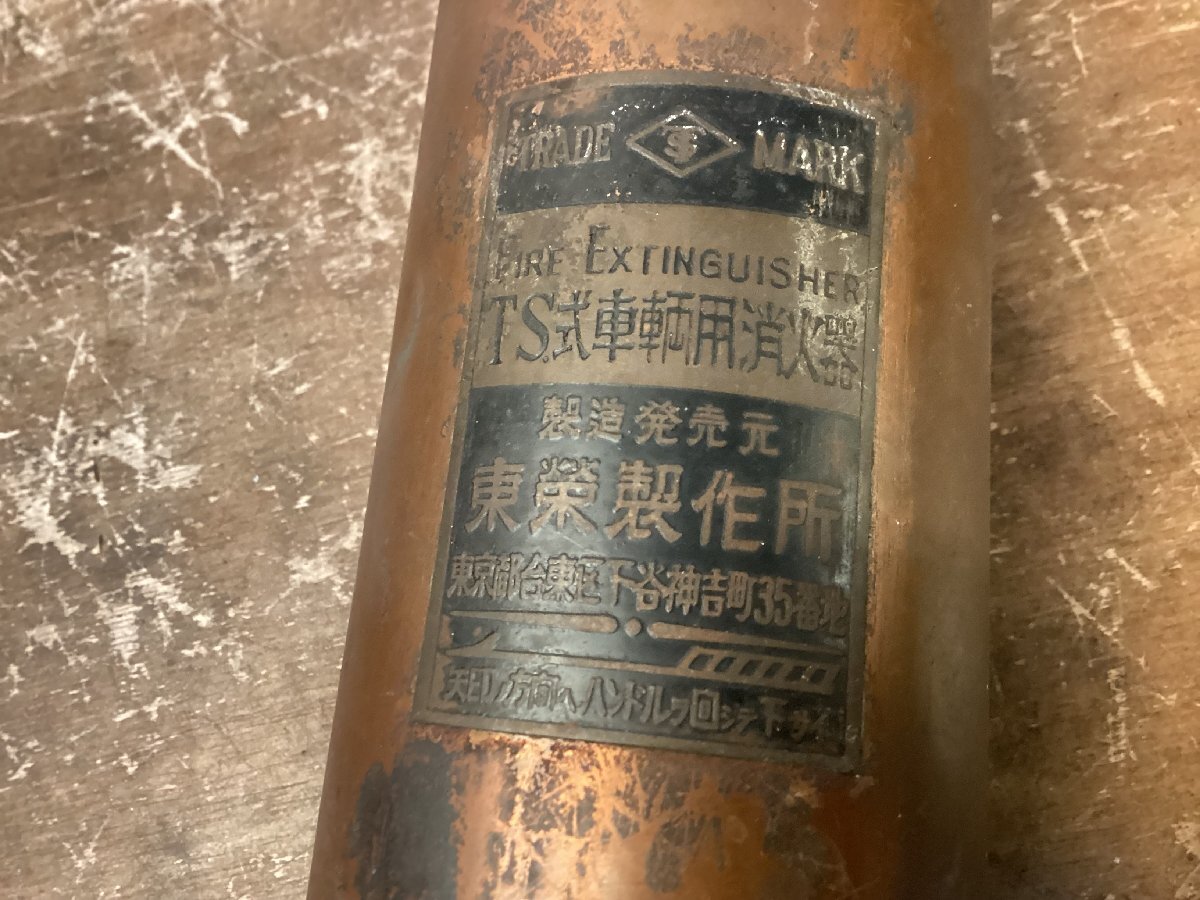 TRADE TS MARK
FIRE EXTINGUISHER
T.S.式車輌用消火器
製造発売元
東榮製作所
東京都台東区下谷神吉町35番地
矢印ノ方向ヘハンドルヲ回シテ下サイ